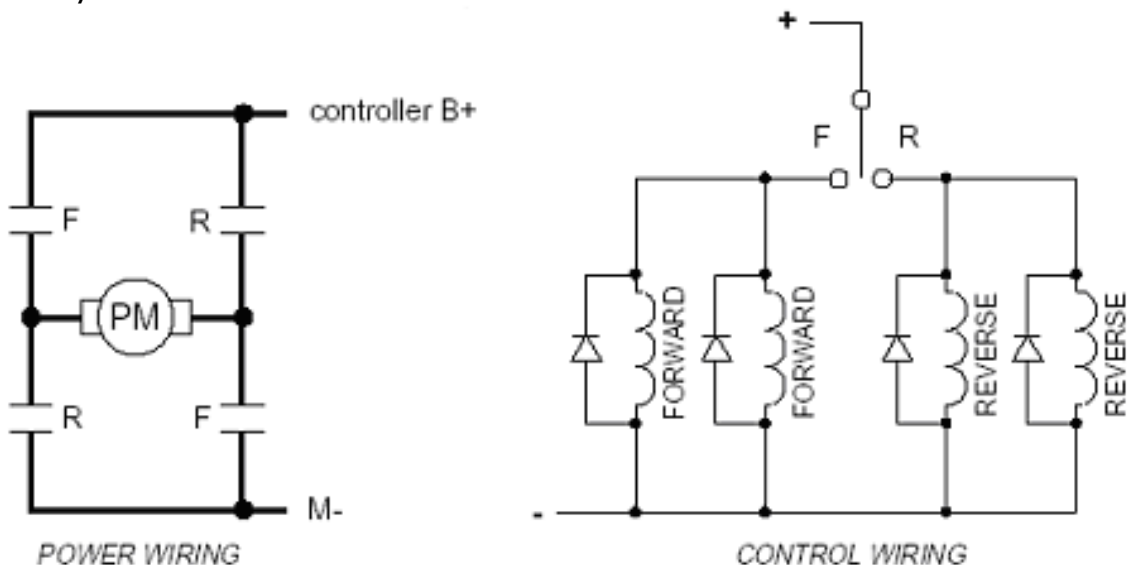 controller B+
F
R
PM
R
F
M-
POWER WIRING
+
F
R
FORWARD
FORWARD
REVERSE
REVERSE
-
CONTROL WIRING